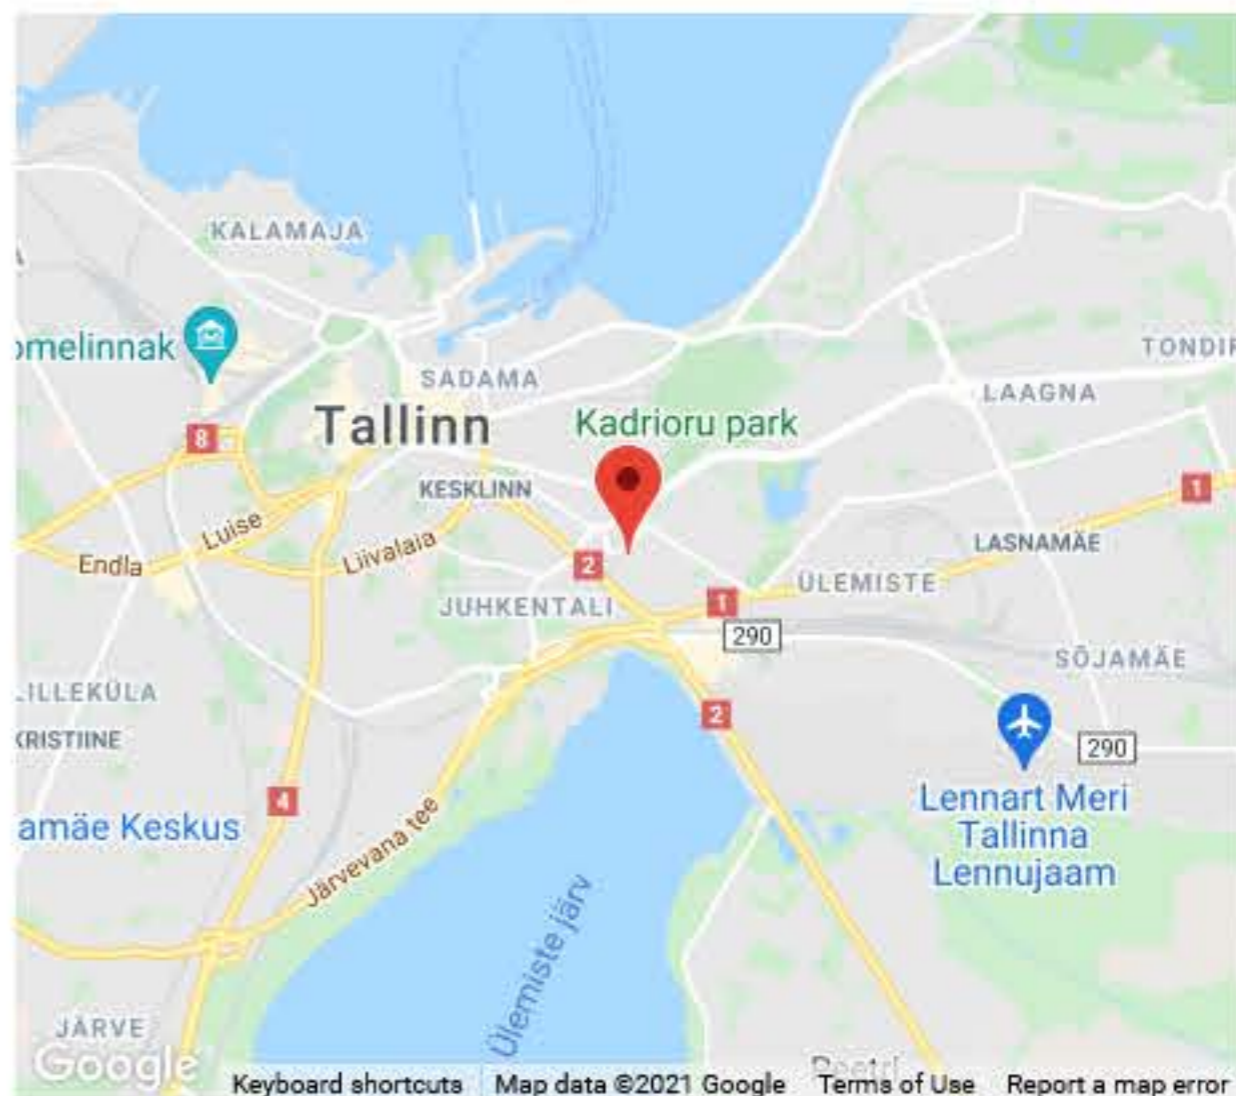 KALAMAJA
omelinnak
TONDIR
SADAMA
LAAGNA
Tallinn
Kadrioru park
8
KESKLINN
1
Luise
Liivalaia
LASNAMÄE
Endla
2
ÜLEMISTE
JUHKENTALI
1
290
SÕJAMÄE
LILLEKÜLA
2
KRISTIINE
290
4
Lennart Meri
Tallinna
Lennujaam
amäe Keskus
Järvevana tee
Ülemiste järv
JÄRVE
Google
Peetri
Keyboard shortcuts Map data ©2021 Google Terms of Use Report a map error